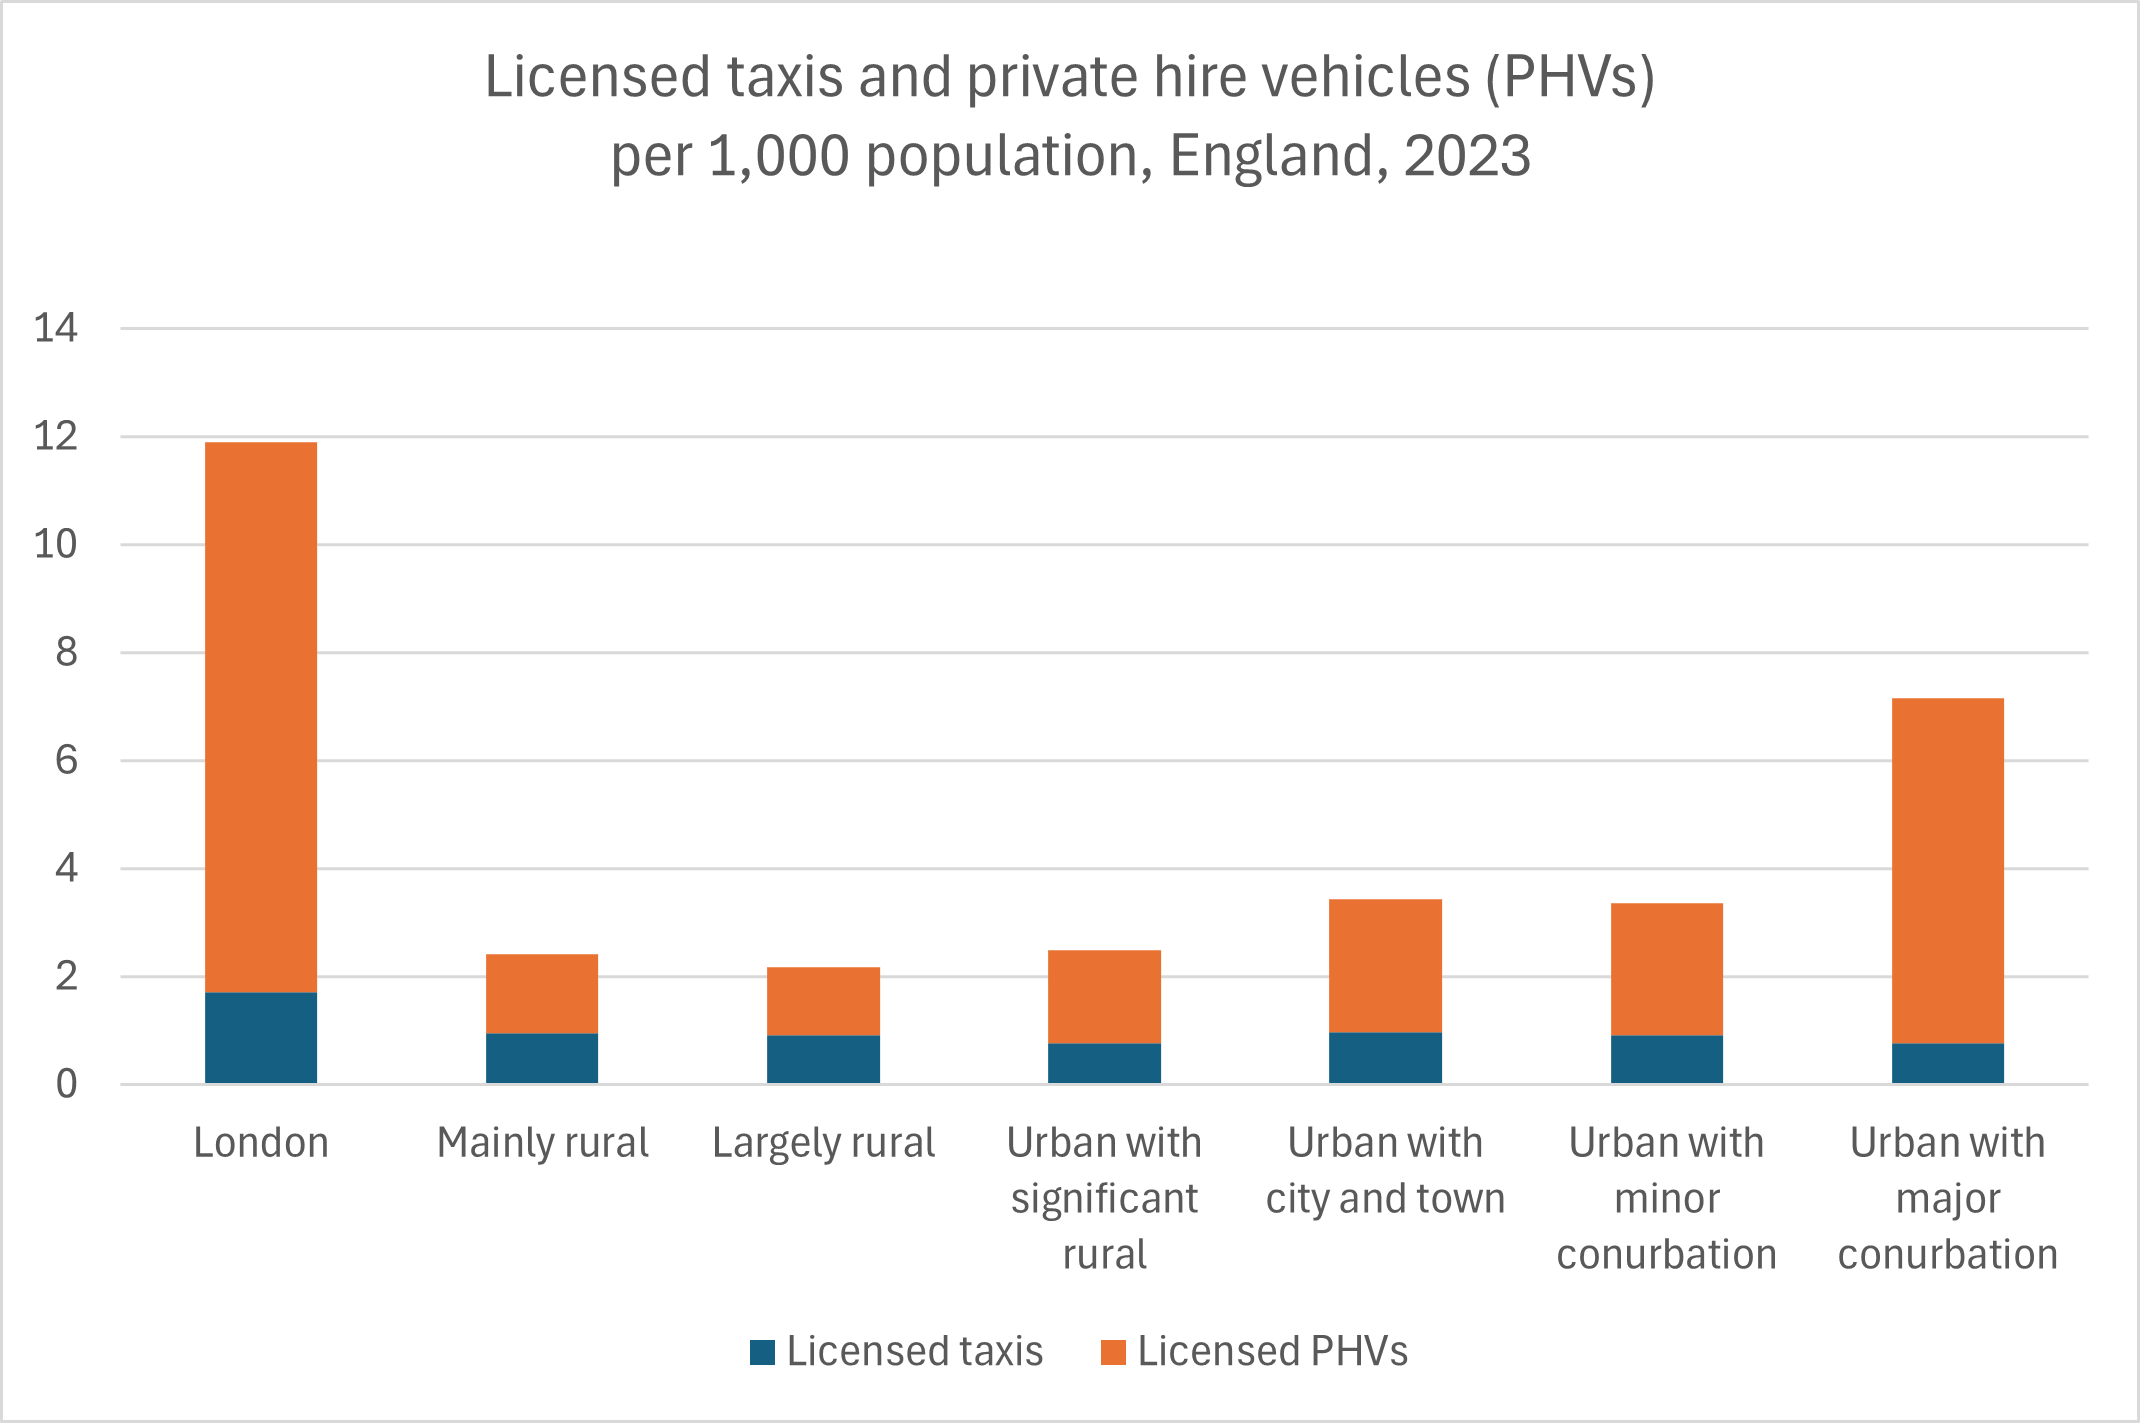 Licensed taxis and private hire vehicles (PHVs)
per 1,000 population, England, 2023
14
12
10
8
6
4
2
0
London
Mainly rural
Largely rural
Urban with
significant
rural
Urban with
city and town
Urban with
minor
conurbation
Urban with
major
conurbation
Licensed taxis
Licensed PHVs